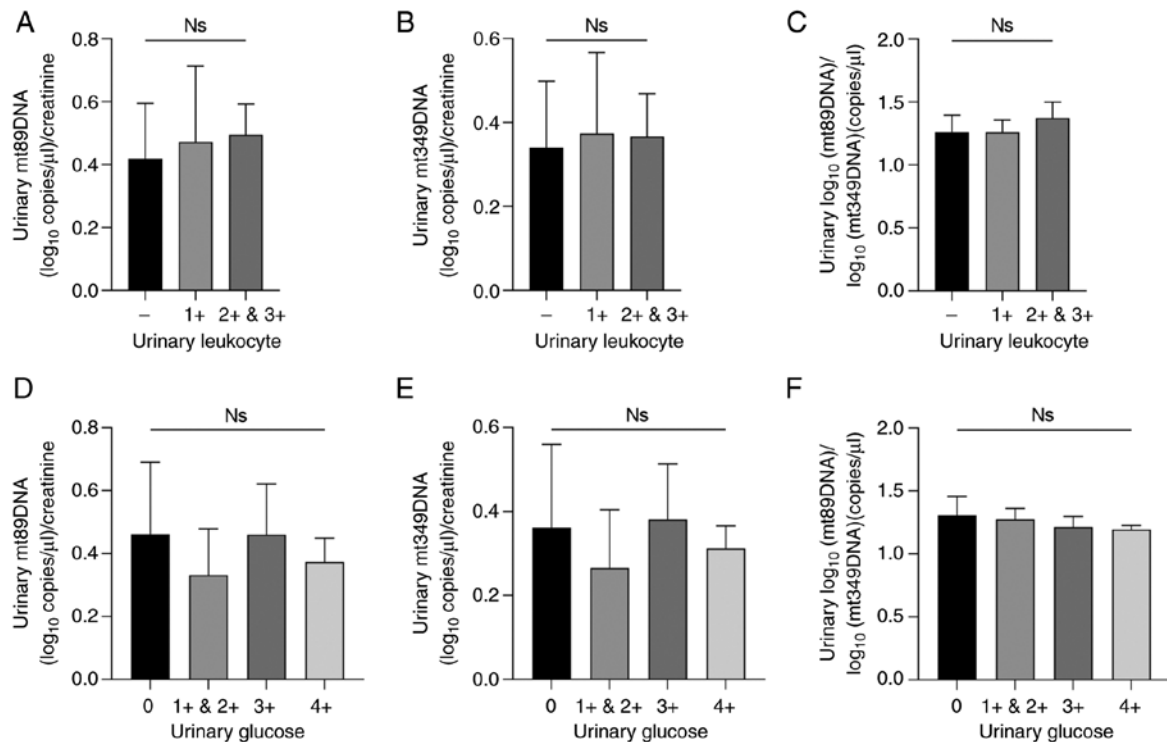 A
Ns
Urinary mt89DNA
(log₁₀ copies/µl)/creatinine
0.8
0.6
0.4
0.2
0.0
– 1+ 2+ & 3+
Urinary leukocyte
B
Ns
Urinary mt349DNA
(log₁₀ copies/µl)/creatinine
0.6
0.4
0.2
0.0
– 1+ 2+ & 3+
Urinary leukocyte
C
Ns
Urinary log₁₀ (mt89DNA)/
log₁₀ (mt349DNA)(copies/µl)
2.0
1.5
1.0
0.5
0.0
– 1+ 2+ & 3+
Urinary leukocyte
D
Ns
Urinary mt89DNA
(log₁₀ copies/µl)/creatinine
0.8
0.6
0.4
0.2
0.0
0 1+ & 2+ 3+ 4+
Urinary glucose
E
Ns
Urinary mt349DNA
(log₁₀ copies/µl)/creatinine
0.6
0.4
0.2
0.0
0 1+ & 2+ 3+ 4+
Urinary glucose
F
Ns
Urinary log₁₀ (mt89DNA)/
log₁₀ (mt349DNA)(copies/µl)
2.0
1.5
1.0
0.5
0.0
0 1+ & 2+ 3+ 4+
Urinary glucose